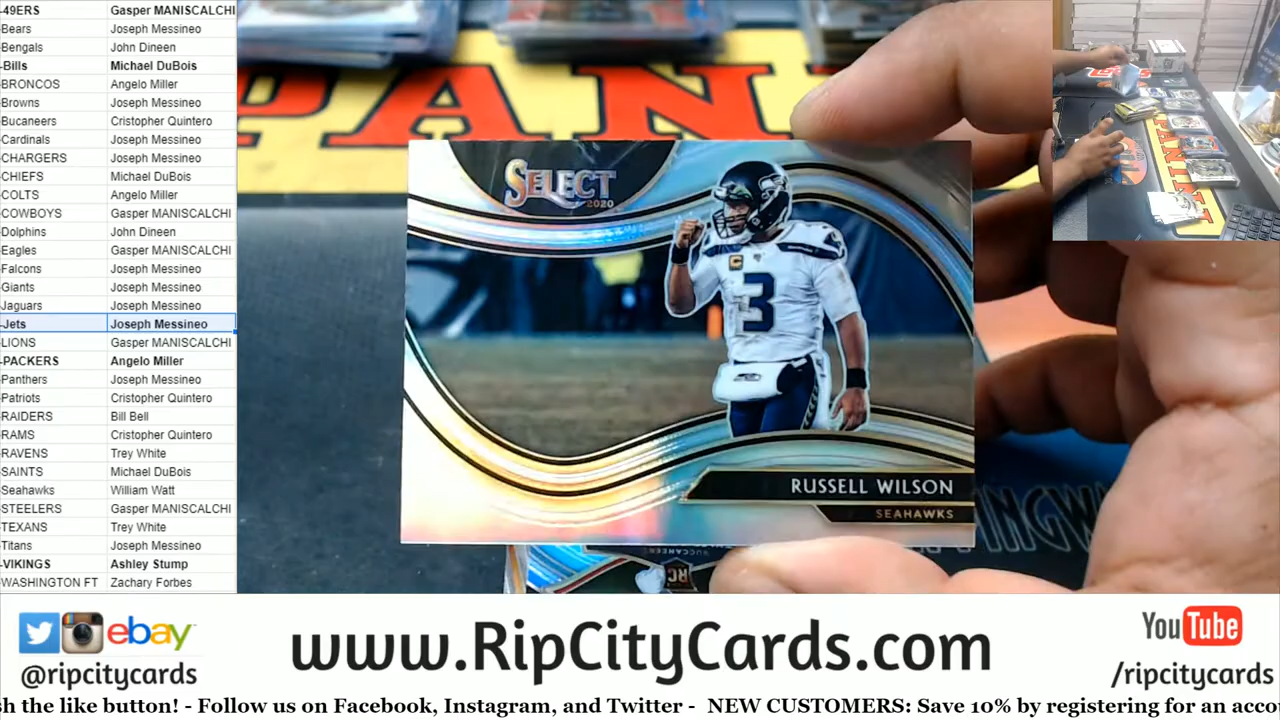 -49ERS Gasper MANISCALCHI
-Bears Joseph Messineo
-Bengals John Dineen
-Bills Michael DuBois
-BRONCOS Angelo Miller
-Browns Joseph Messineo
-Bucaneers Cristopher Quintero
-Cardinals Joseph Messineo
-CHARGERS Joseph Messineo
-CHIEFS Michael DuBois
-COLTS Angelo Miller
-COWBOYS Gasper MANISCALCHI
-Dolphins John Dineen
-Eagles Gasper MANISCALCHI
-Falcons Joseph Messineo
-Giants Joseph Messineo
-Jaguars Joseph Messineo
-Jets Joseph Messineo
-LIONS Gasper MANISCALCHI
-PACKERS Angelo Miller
-Panthers Joseph Messineo
-Patriots Cristopher Quintero
-RAIDERS Bill Bell
-RAMS Cristopher Quintero
-RAVENS Trey White
-SAINTS Michael DuBois
-Seahawks William Watt
-STEELERS Gasper MANISCALCHI
-TEXANS Trey White
-Titans Joseph Messineo
-VIKINGS Ashley Stump
-WASHINGTON FT Zachary Forbes
PANINI
SELECT
2020
3
RUSSELL WILSON
SEAHAWKS
BUCCANEERS
RC
ebay
@ripcitycards
www.RipCityCards.com
YouTube
/ripcitycards
sh the like button! - Follow us on Facebook, Instagram, and Twitter - NEW CUSTOMERS: Save 10% by registering for an acco